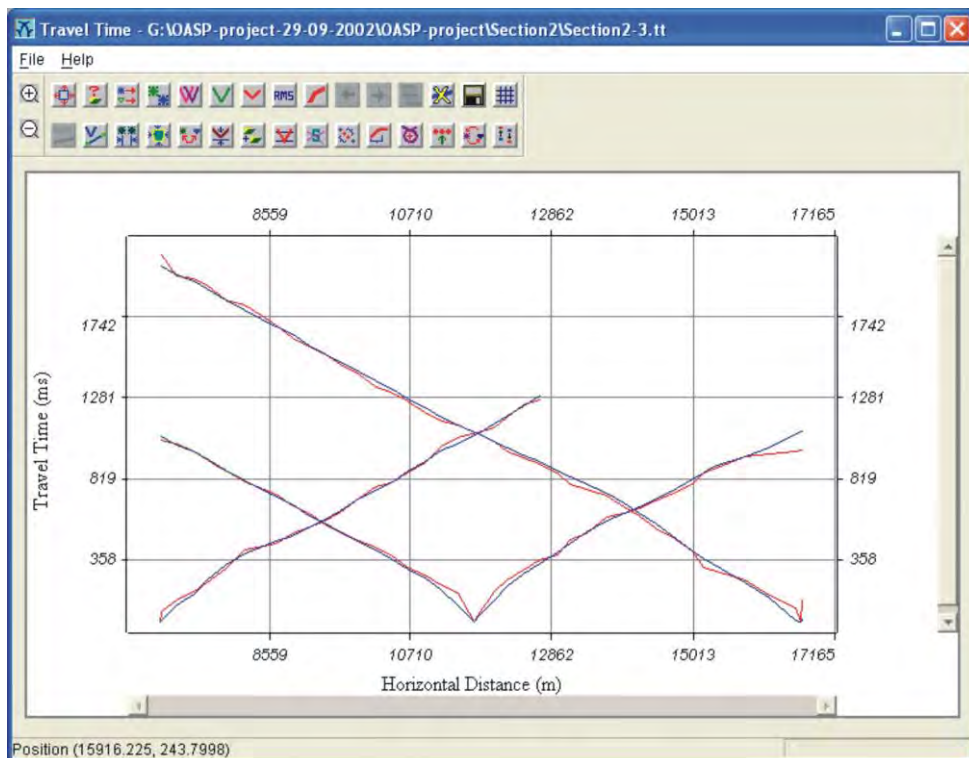 Travel Time - G:\OASP-project-29-09-2002\OASP-project\Section2\Section2-3.tt
File Help
RMS
8559 10710 12862 15013 17165
1742 1742
1281 1281
819 819
358 358
Travel Time (ms)
8559 10710 12862 15013 17165
Horizontal Distance (m)
Position (15916.225, 243.7998)